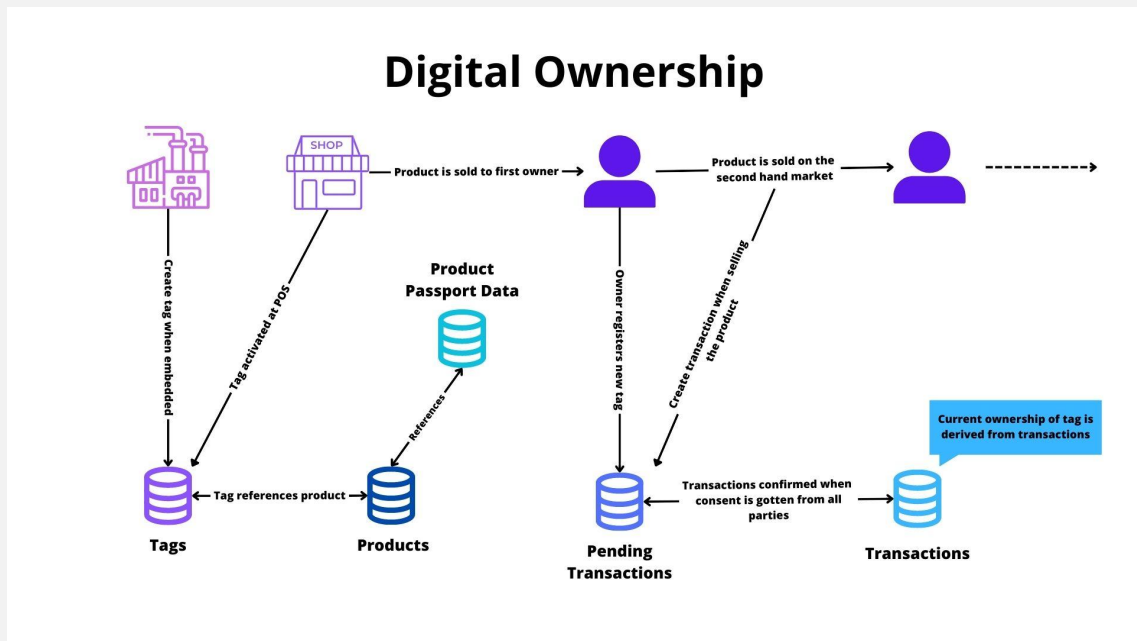 Digital Ownership
SHOP
Product is sold to first owner
Product is sold on the
second hand market
Create tag when embedded
Tag activated at POS
Product
Passport Data
References
Owner registers new tag
Create transaction when selling
the product
Current ownership of tag is
derived from transactions
Tag references product
Transactions confirmed when
consent is gotten from all
parties
Tags
Products
Pending
Transactions
Transactions